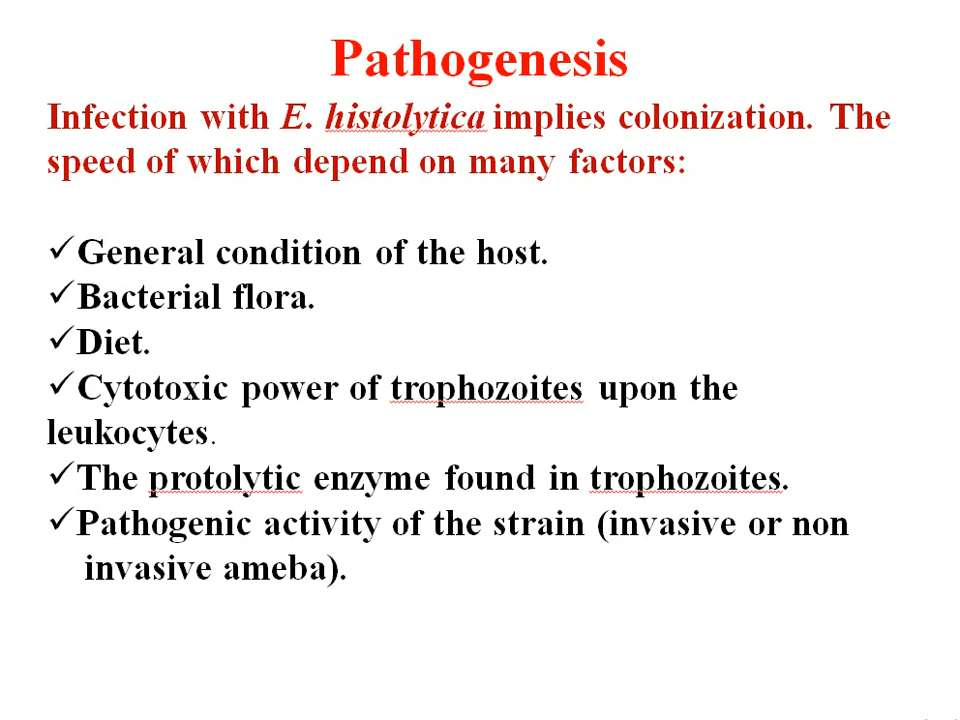 Pathogenesis
Infection with E. histolytica implies colonization. The
speed of which depend on many factors:
✓General condition of the host.
✓Bacterial flora.
✓Diet.
✓Cytotoxic power of trophozoites upon the
leukocytes.
✓The protolytic enzyme found in trophozoites.
✓Pathogenic activity of the strain (invasive or non
invasive ameba).